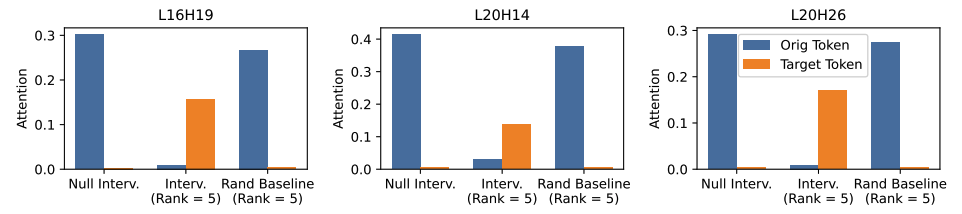 L16H19
L20H14
L20H26
0.3
0.2
0.1
0.0
Attention
Null Interv.
Interv.
(Rank = 5)
Rand Baseline
(Rank = 5)
0.4
0.3
0.2
0.1
0.0
Attention
Null Interv.
Interv.
(Rank = 5)
Rand Baseline
(Rank = 5)
0.3
0.2
0.1
0.0
Attention
Orig Token
Target Token
Null Interv.
Interv.
(Rank = 5)
Rand Baseline
(Rank = 5)